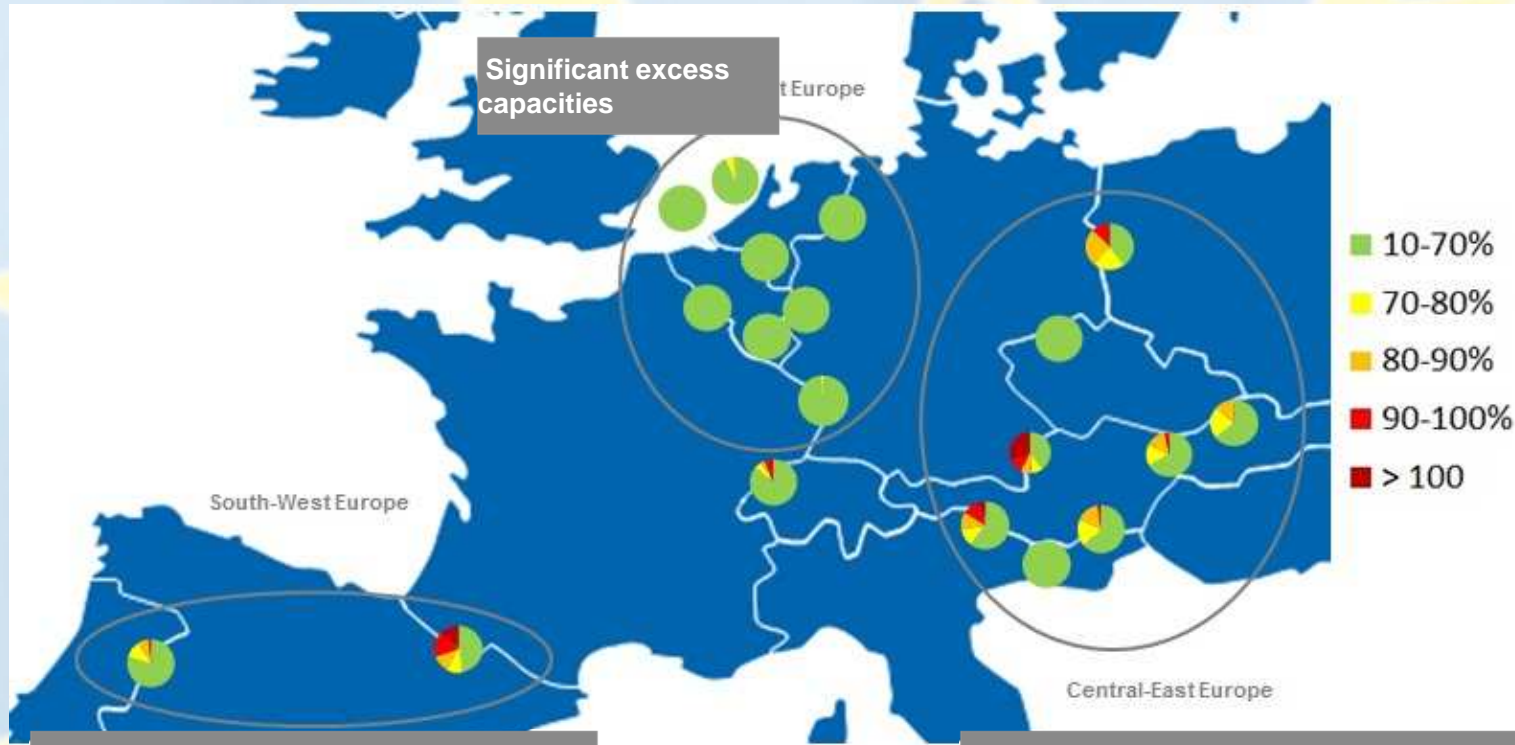 Significant excess
capacities
t Europe
10-70%
70-80%
80-90%
90-100%
> 100
South-West Europe
Central-East Europe